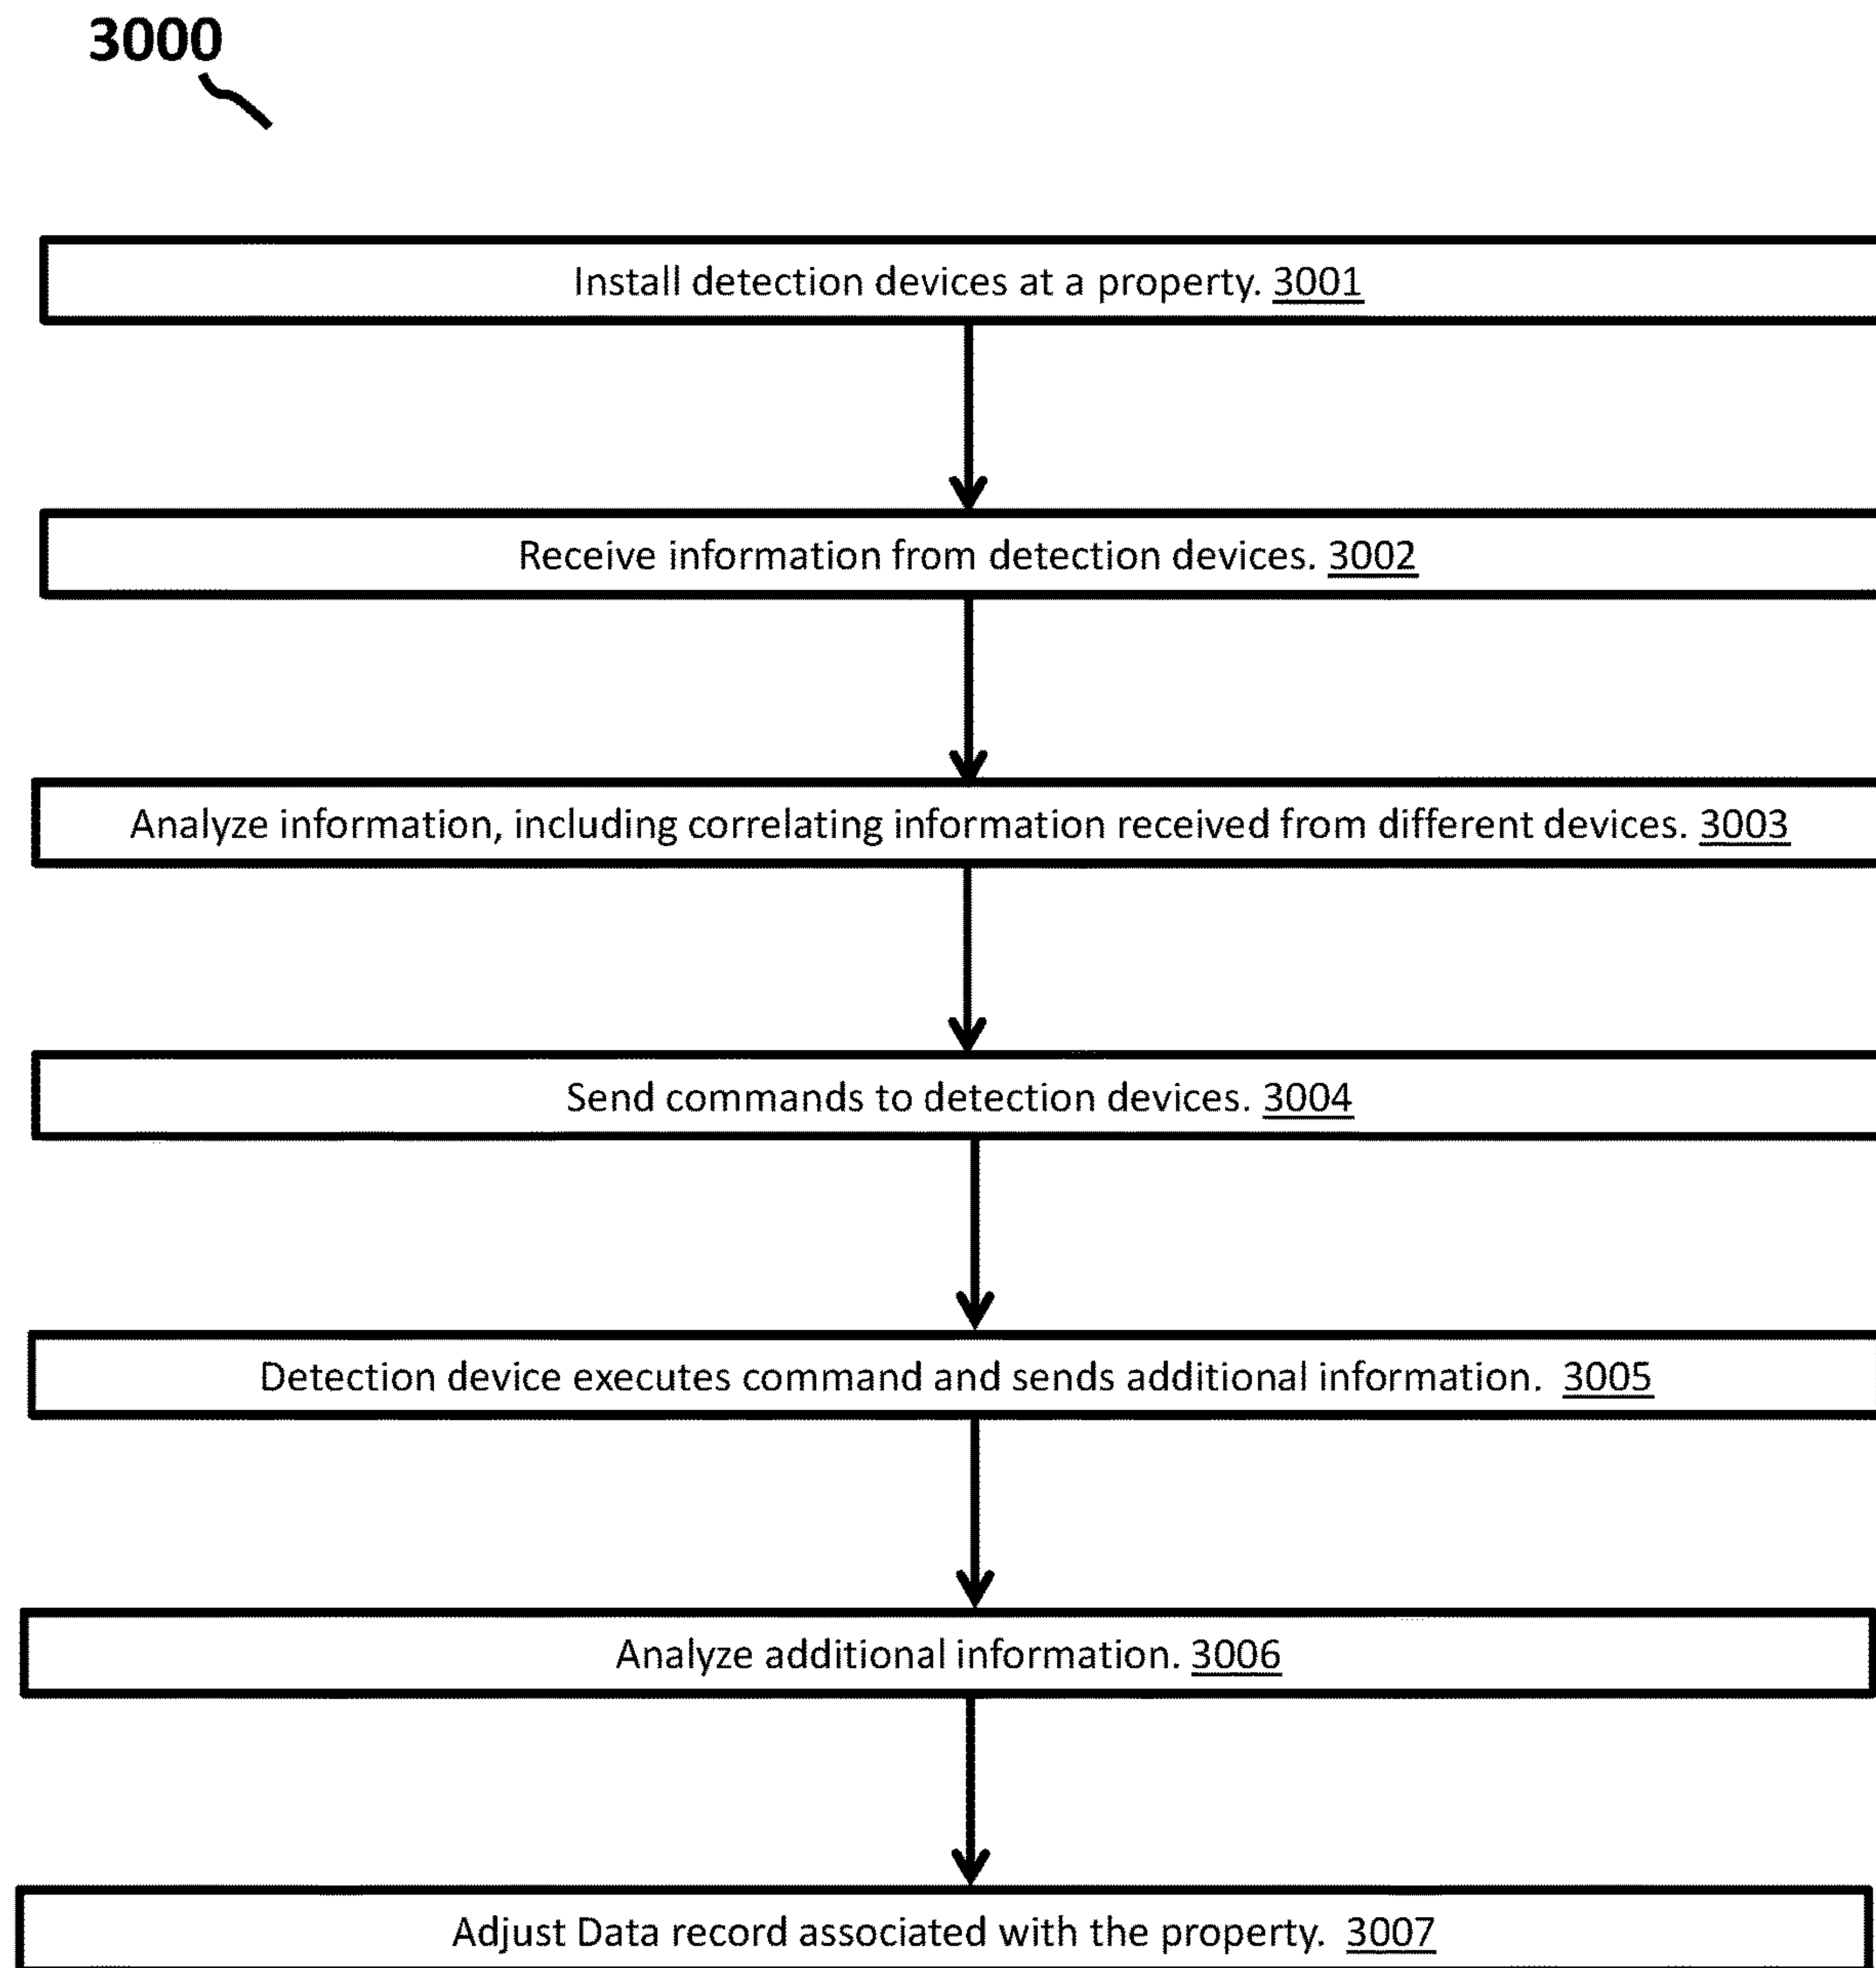 3000
Install detection devices at a property. 3001
Receive information from detection devices. 3002
Analyze information, including correlating information received from different devices. 3003
Send commands to detection devices. 3004
Detection device executes command and sends additional information. 3005
Analyze additional information. 3006
Adjust Data record associated with the property. 3007